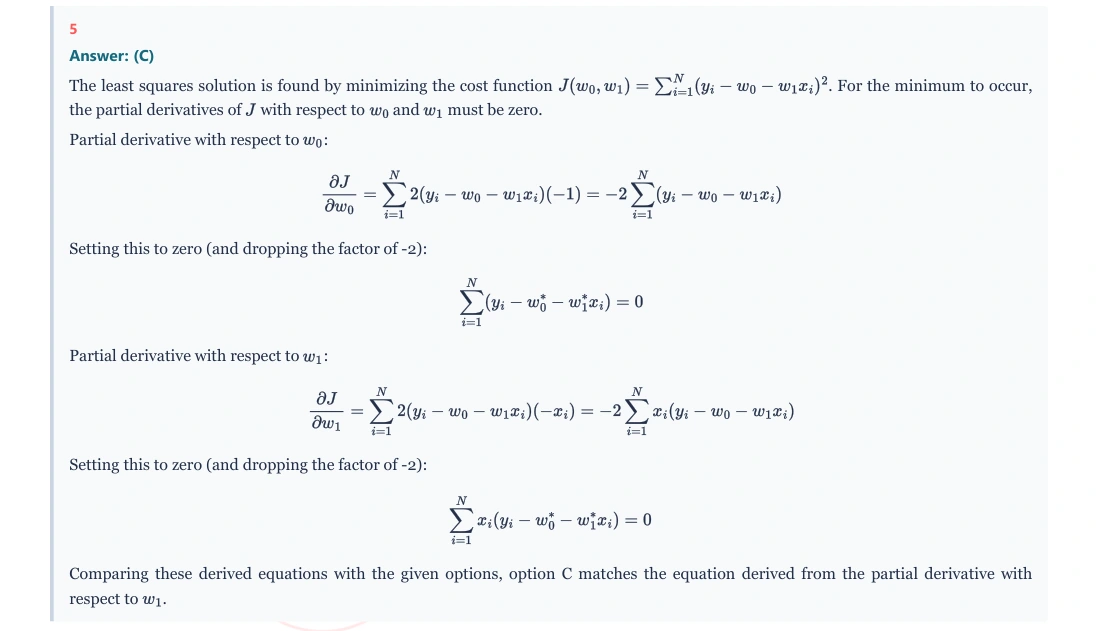 5
Answer: (C)
The least squares solution is found by minimizing the cost function J(w₀, w₁) = ∑ᵢ₌₁ᴺ(yᵢ − w₀ − w₁xᵢ)². For the minimum to occur,
the partial derivatives of J with respect to w₀ and w₁ must be zero.
Partial derivative with respect to w₀:
∂J/∂w₀ = ∑ᵢ₌₁ᴺ 2(yᵢ − w₀ − w₁xᵢ)(−1) = −2 ∑ᵢ₌₁ᴺ (yᵢ − w₀ − w₁xᵢ)
Setting this to zero (and dropping the factor of -2):
∑ᵢ₌₁ᴺ (yᵢ − w₀* − w₁*xᵢ) = 0
Partial derivative with respect to w₁:
∂J/∂w₁ = ∑ᵢ₌₁ᴺ 2(yᵢ − w₀ − w₁xᵢ)(−xᵢ) = −2 ∑ᵢ₌₁ᴺ xᵢ(yᵢ − w₀ − w₁xᵢ)
Setting this to zero (and dropping the factor of -2):
∑ᵢ₌₁ᴺ xᵢ(yᵢ − w₀* − w₁*xᵢ) = 0
Comparing these derived equations with the given options, option C matches the equation derived from the partial derivative with
respect to w₁.